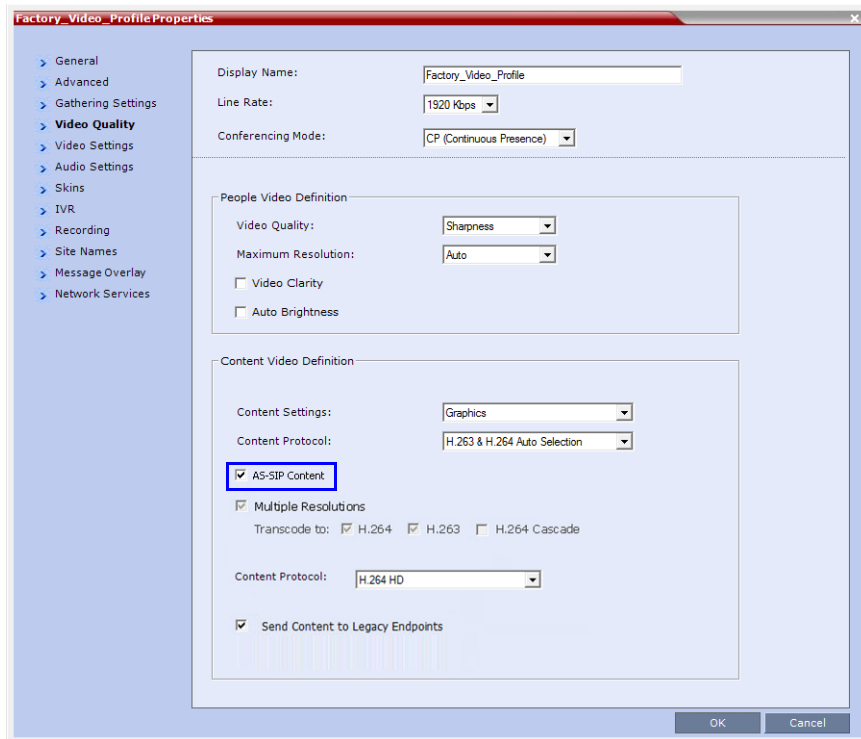 Factory_Video_Profile Properties
General
Advanced
Gathering Settings
Video Quality
Video Settings
Audio Settings
Skins
IVR
Recording
Site Names
Message Overlay
Network Services
Display Name: Factory_Video_Profile
Line Rate: 1920 Kbps
Conferencing Mode: CP (Continuous Presence)
People Video Definition
Video Quality: Sharpness
Maximum Resolution: Auto
Video Clarity
Auto Brightness
Content Video Definition
Content Settings: Graphics
Content Protocol: H.263 & H.264 Auto Selection
AS-SIP Content
Multiple Resolutions
Transcode to: H.264 H.263 H.264 Cascade
Content Protocol: H.264 HD
Send Content to Legacy Endpoints
OK Cancel